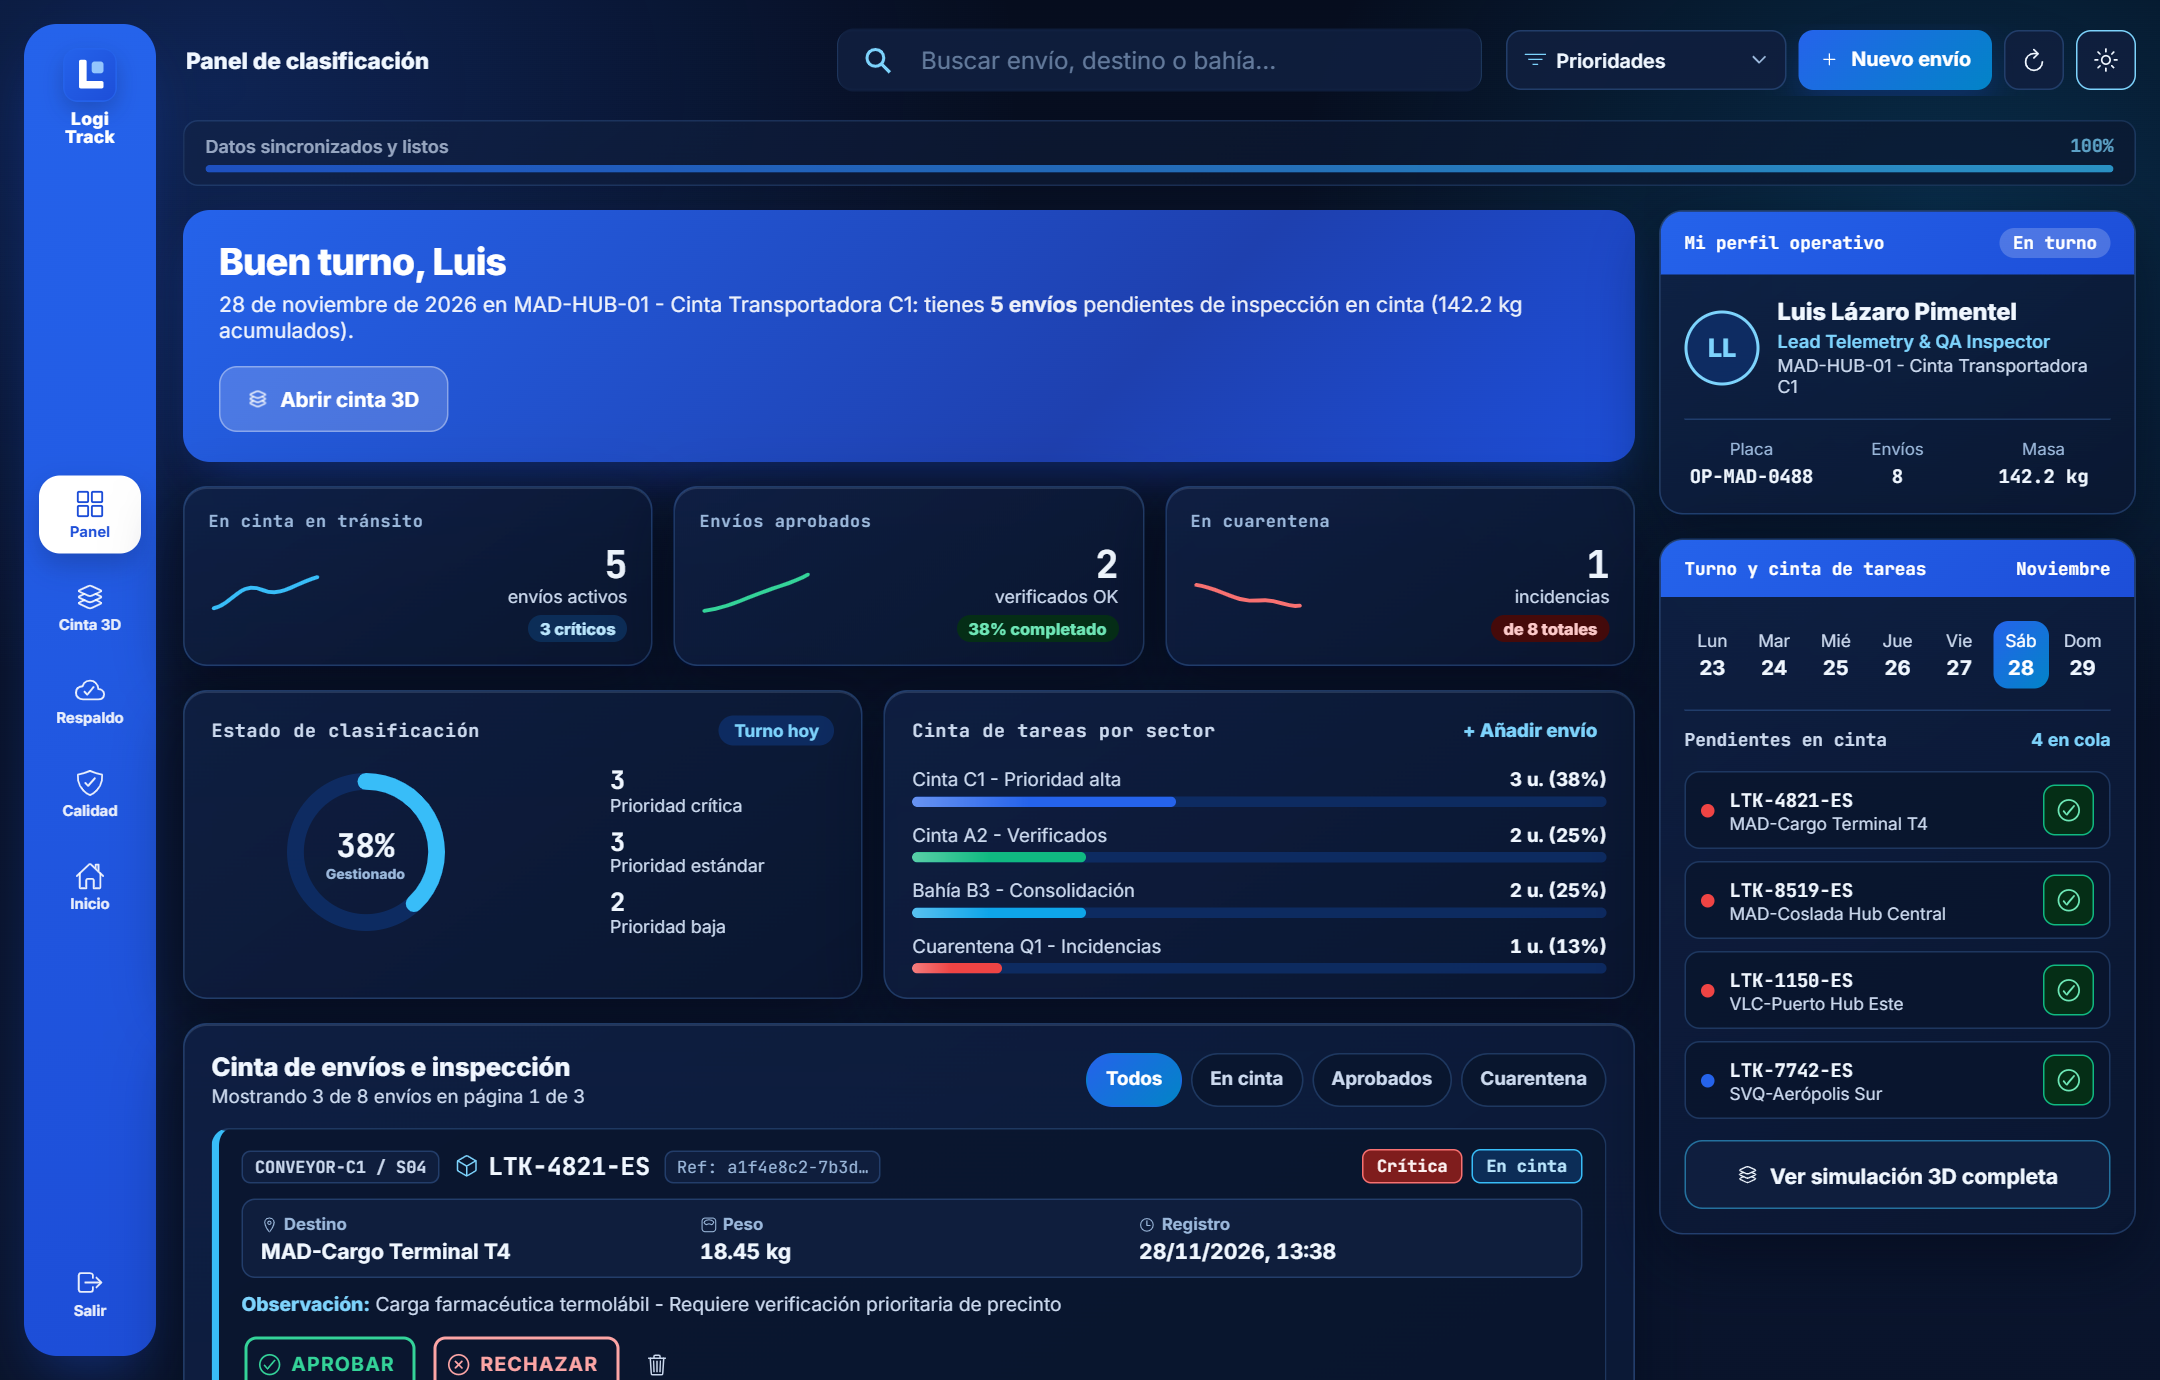 Logi
Track
Panel
Cinta 3D
Respaldo
Calidad
Inicio
Salir
Panel de clasificación
Buscar envío, destino o bahía...
Prioridades
+ Nuevo envío
Datos sincronizados y listos
100%
Buen turno, Luis
28 de noviembre de 2026 en MAD-HUB-01 - Cinta Transportadora C1: tienes 5 envíos pendientes de inspección en cinta (142.2 kg
acumulados).
Abrir cinta 3D
En cinta en tránsito
5
envíos activos
3 críticos
Envíos aprobados
2
verificados OK
38% completado
En cuarentena
1
incidencias
de 8 totales
Estado de clasificación
Turno hoy
38%
Gestionado
3
Prioridad crítica
3
Prioridad estándar
2
Prioridad baja
Cinta de tareas por sector
+ Añadir envío
Cinta C1 - Prioridad alta
3 u. (38%)
Cinta A2 - Verificados
2 u. (25%)
Bahía B3 - Consolidación
2 u. (25%)
Cuarentena Q1 - Incidencias
1 u. (13%)
Cinta de envíos e inspección
Mostrando 3 de 8 envíos en página 1 de 3
Todos
En cinta
Aprobados
Cuarentena
CONVEYOR-C1 / S04
LTK-4821-ES
Ref: a1f4e8c2-7b3d…
Crítica
En cinta
Destino
MAD-Cargo Terminal T4
Peso
18.45 kg
Registro
28/11/2026, 13:38
Observación: Carga farmacéutica termolábil - Requiere verificación prioritaria de precinto
APROBAR
RECHAZAR
Mi perfil operativo
En turno
LL
Luis Lázaro Pimentel
Lead Telemetry & QA Inspector
MAD-HUB-01 - Cinta Transportadora
C1
Placa
OP-MAD-0488
Envíos
8
Masa
142.2 kg
Turno y cinta de tareas
Noviembre
Lun Mar Mié Jue Vie Sáb Dom
23 24 25 26 27 28 29
Pendientes en cinta
4 en cola
LTK-4821-ES
MAD-Cargo Terminal T4
LTK-8519-ES
MAD-Coslada Hub Central
LTK-1150-ES
VLC-Puerto Hub Este
LTK-7742-ES
SVQ-Aerópolis Sur
Ver simulación 3D completa